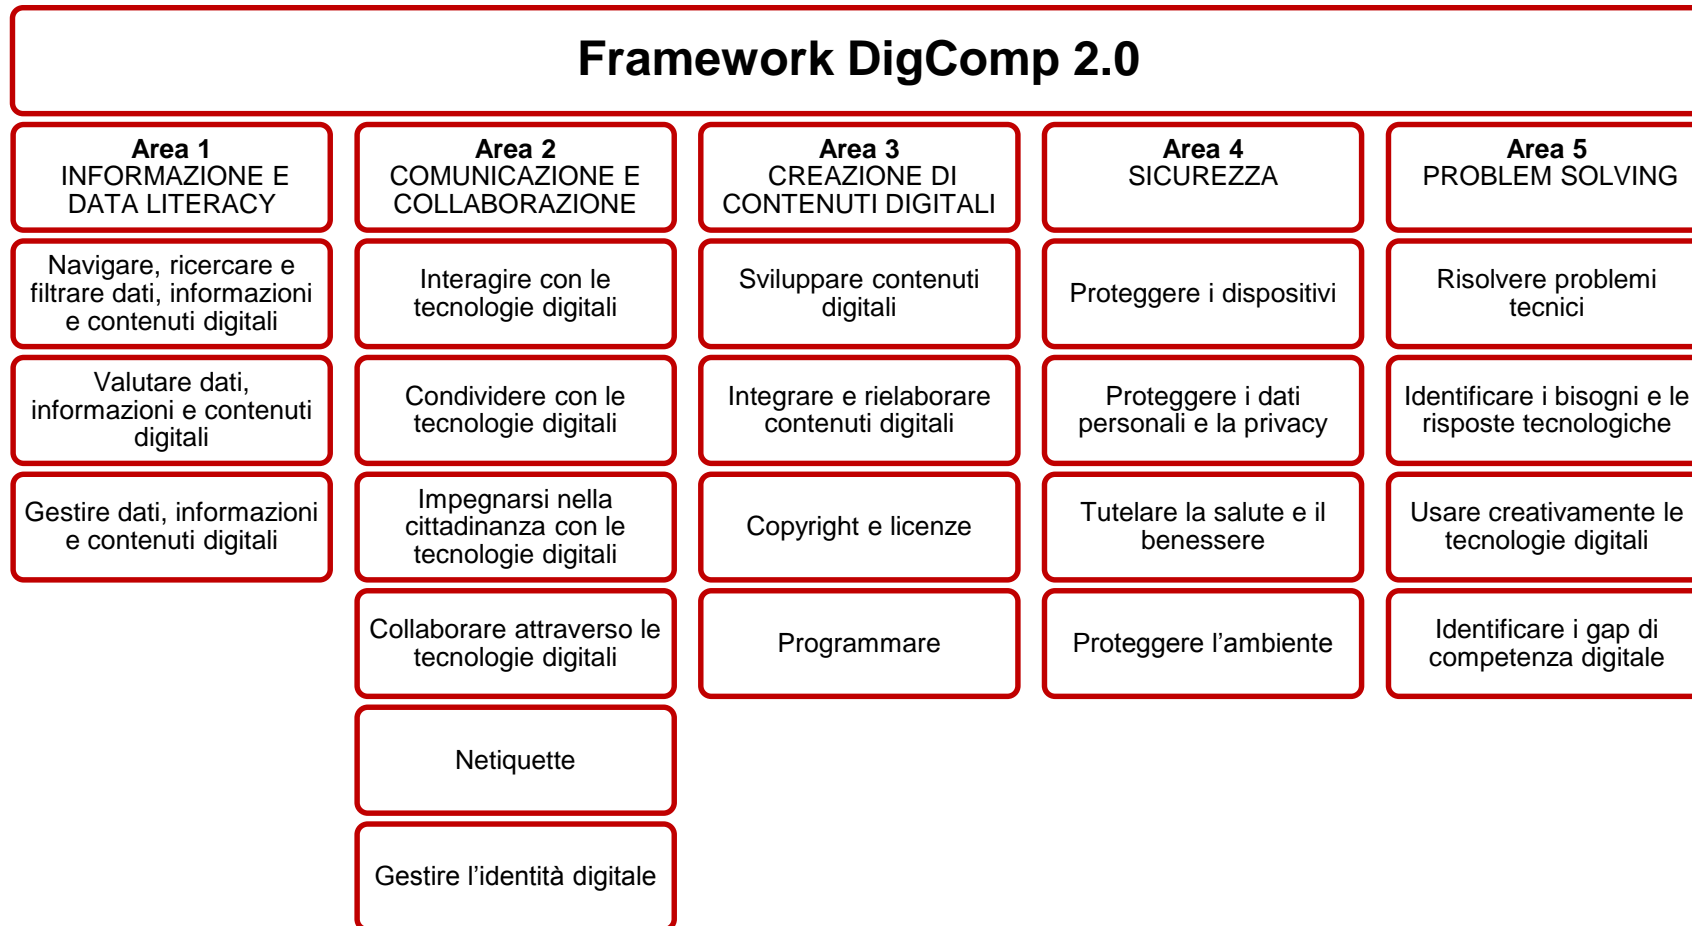 Framework DigComp 2.0
Area 1
INFORMAZIONE E
DATA LITERACY
Navigare, ricercare e
filtrare dati, informazioni
e contenuti digitali
Valutare dati,
informazioni e contenuti
digitali
Gestire dati, informazioni
e contenuti digitali
Area 2
COMUNICAZIONE E
COLLABORAZIONE
Interagire con le
tecnologie digitali
Condividere con le
tecnologie digitali
Impegnarsi nella
cittadinanza con le
tecnologie digitali
Collaborare attraverso le
tecnologie digitali
Netiquette
Gestire l’identità digitale
Area 3
CREAZIONE DI
CONTENUTI DIGITALI
Sviluppare contenuti
digitali
Integrare e rielaborare
contenuti digitali
Copyright e licenze
Programmare
Area 4
SICUREZZA
Proteggere i dispositivi
Proteggere i dati
personali e la privacy
Tutelare la salute e il
benessere
Proteggere l’ambiente
Area 5
PROBLEM SOLVING
Risolvere problemi
tecnici
Identificare i bisogni e le
risposte tecnologiche
Usare creativamente le
tecnologie digitali
Identificare i gap di
competenza digitale